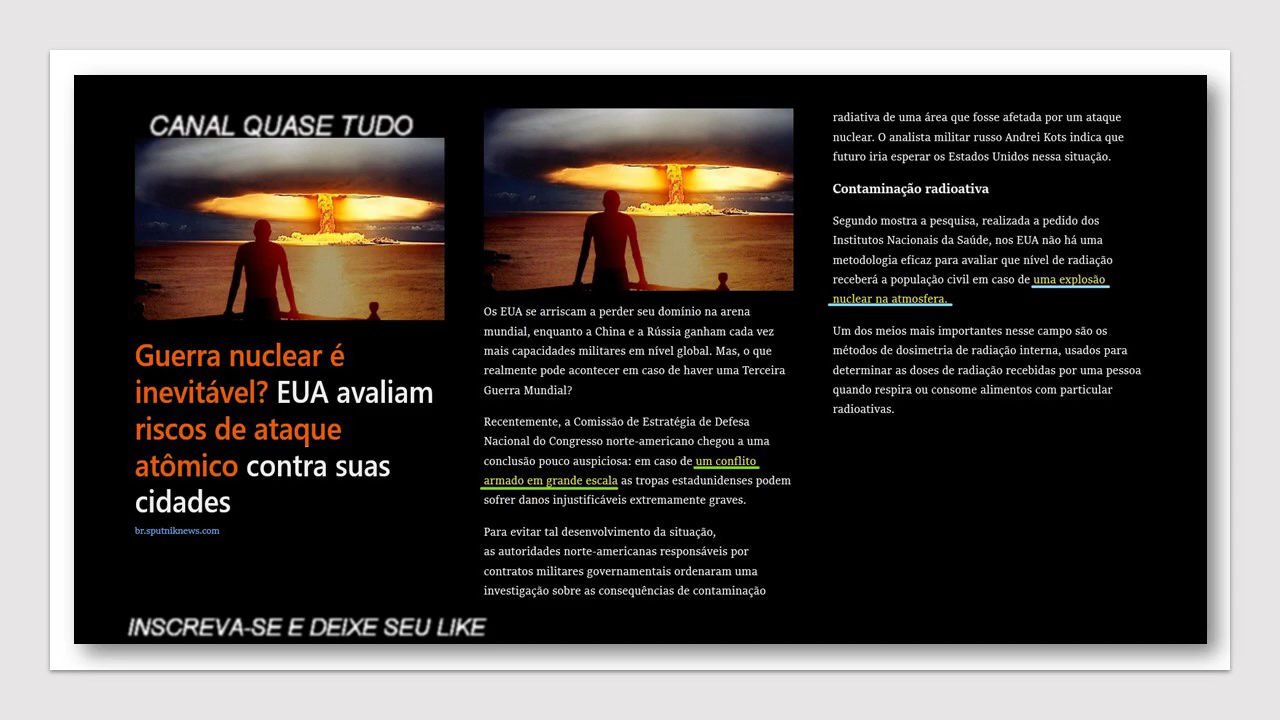 CANAL QUASE TUDO
Guerra nuclear é
inevitável? EUA avaliam
riscos de ataque
atômico contra suas
cidades
br.sputniknews.com
INSCREVA-SE E DEIXE SEU LIKE
Os EUA se arriscam a perder seu domínio na arena
mundial, enquanto a China e a Rússia ganham cada vez
mais capacidades militares em nível global. Mas, o que
realmente pode acontecer em caso de haver uma Terceira
Guerra Mundial?
Recentemente, a Comissão de Estratégia de Defesa
Nacional do Congresso norte-americano chegou a uma
conclusão pouco auspiciosa: em caso de um conflito
armado em grande escala as tropas estadunidenses podem
sofrer danos injustificáveis extremamente graves.
Para evitar tal desenvolvimento da situação,
as autoridades norte-americanas responsáveis por
contratos militares governamentais ordenaram uma
investigação sobre as consequências de contaminação
radiativa de uma área que fosse afetada por um ataque
nuclear. O analista militar russo Andrei Kots indica que
futuro iria esperar os Estados Unidos nessa situação.
Contaminação radioativa
Segundo mostra a pesquisa, realizada a pedido dos
Institutos Nacionais da Saúde, nos EUA não há uma
metodologia eficaz para avaliar que nível de radiação
receberá a população civil em caso de uma explosão
nuclear na atmosfera.
Um dos meios mais importantes nesse campo são os
métodos de dosimetria de radiação interna, usados para
determinar as doses de radiação recebidas por uma pessoa
quando respira ou consome alimentos com particular
radioativas.